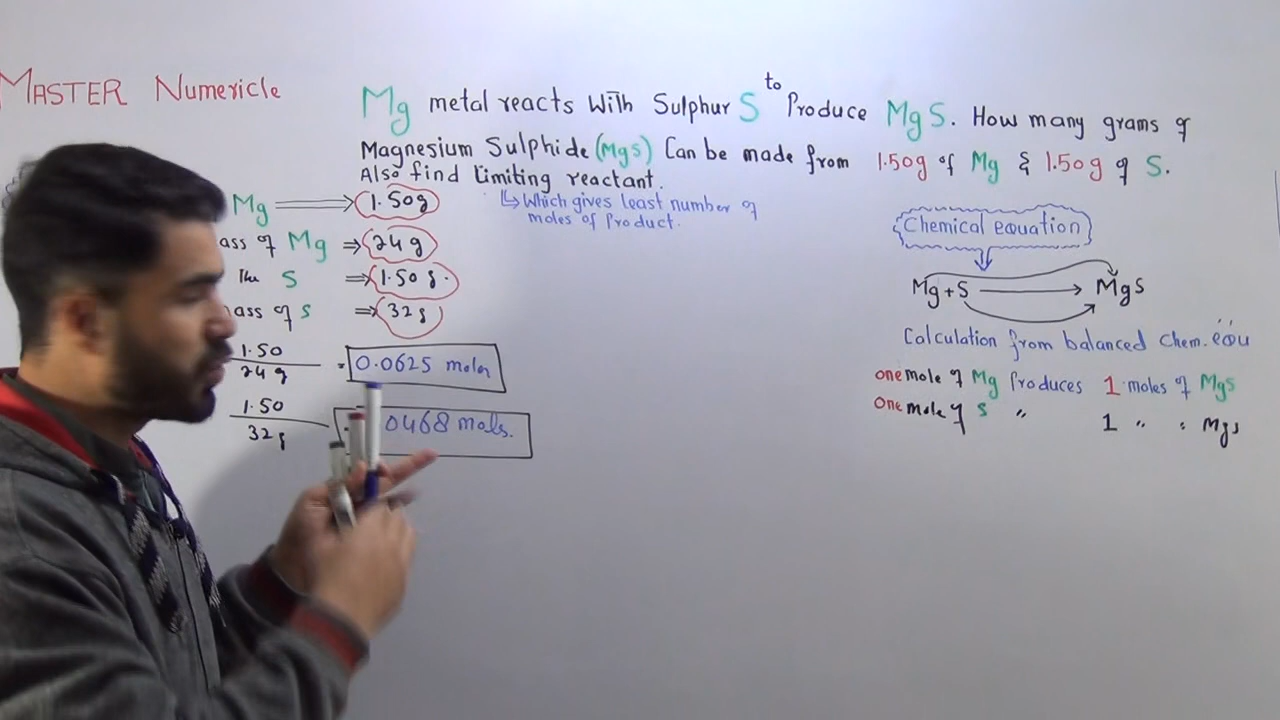 MASTER Numericle
Mg metal reacts With Sulphur S to Produce MgS. How many grams of
Magnesium Sulphide (MgS) Can be made from 1.50g of Mg & 1.50g of S.
Also find limiting reactant.
↳ Which gives least number of
moles of Product.
Mg ⟹ 1.50g
ass of Mg ⇒ 24 g
The S ⇒ 1.50 g.
ass of S ⇒ 32 g
1.50
24 g
= 0.0625 moles
1.50
32 g
0468 mols.
Chemical equation
Mg + S → MgS
Calculation from balanced Chem. equ
one mole of Mg Produces 1 moles of MgS
One mole of S " 1 " " MgS